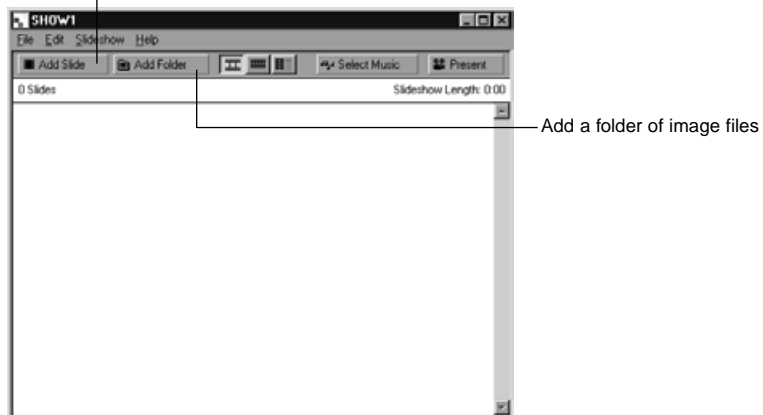 SHOW1
File Edit Slideshow Help
Add Slide Add Folder Select Music Present
0 Slides Slideshow Length: 0:00
Add a folder of image files